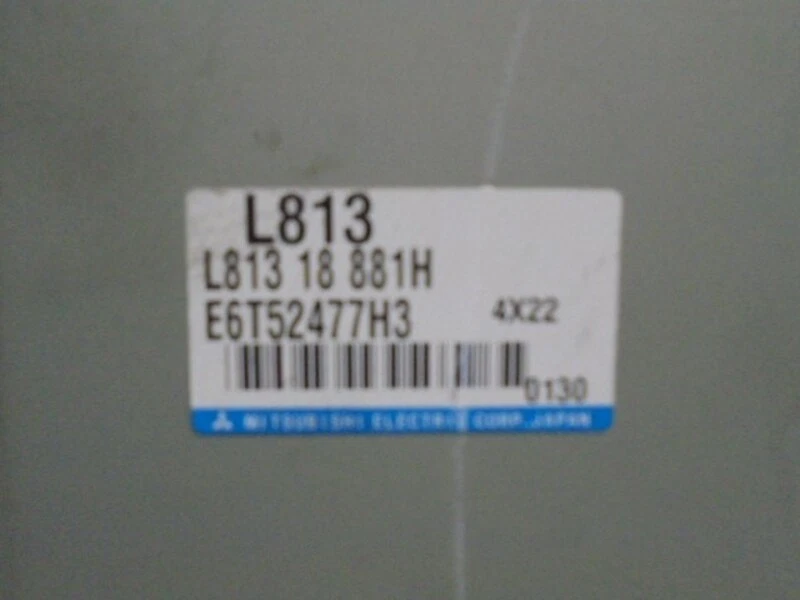 L813
L813 18 881H
E6T52477H3 4X22
0130
MITSUBISHI ELECTRIC CORP.,JAPAN